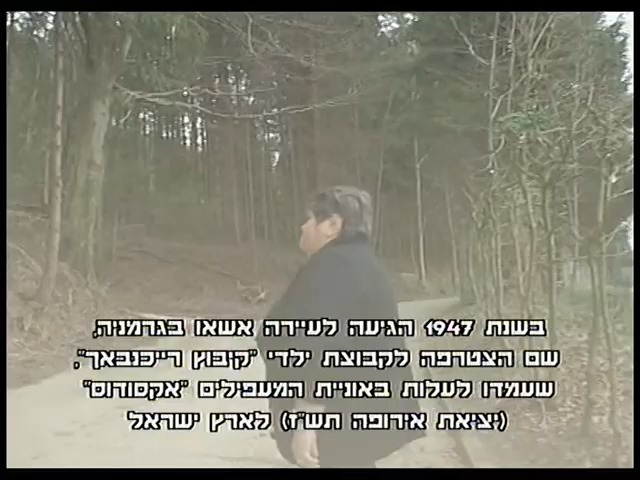 בשנת 1947 הגיעה לעיירה אשאו בגרמניה,
שם הצטרפה לקבוצת ילדי "קיבוץ רייכנבאך",
שעמדו לעלות באוניית המעפילים "אקסודוס"
(יציאת אירופה תש"ז) לארץ ישראל